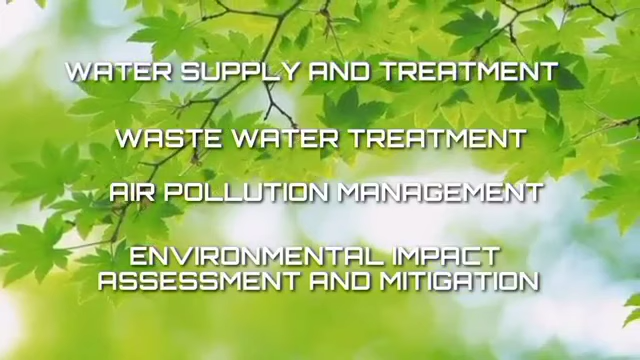 WATER SUPPLY AND TREATMENT
WASTE WATER TREATMENT
AIR POLLUTION MANAGEMENT
ENVIRONMENTAL IMPACT
ASSESSMENT AND MITIGATION